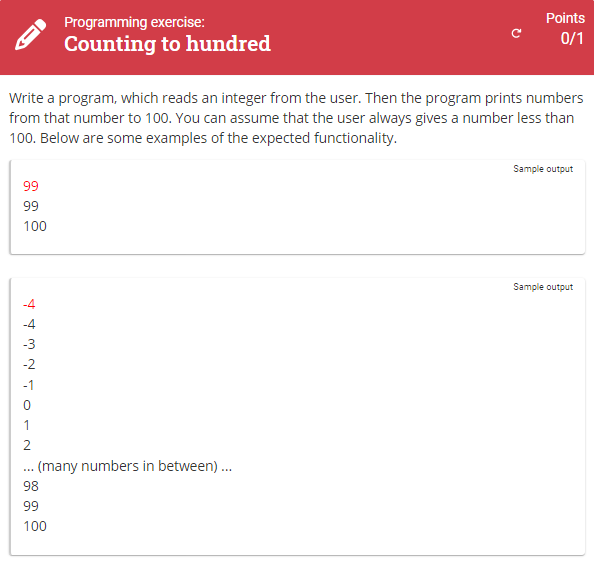 Programming exercise:
Counting to hundred
Points
0/1
Write a program, which reads an integer from the user. Then the program prints numbers
from that number to 100. You can assume that the user always gives a number less than
100. Below are some examples of the expected functionality.
Sample output
99
99
100
Sample output
-4
-4
-3
-2
-1
0
1
2
... (many numbers in between) ...
98
99
100